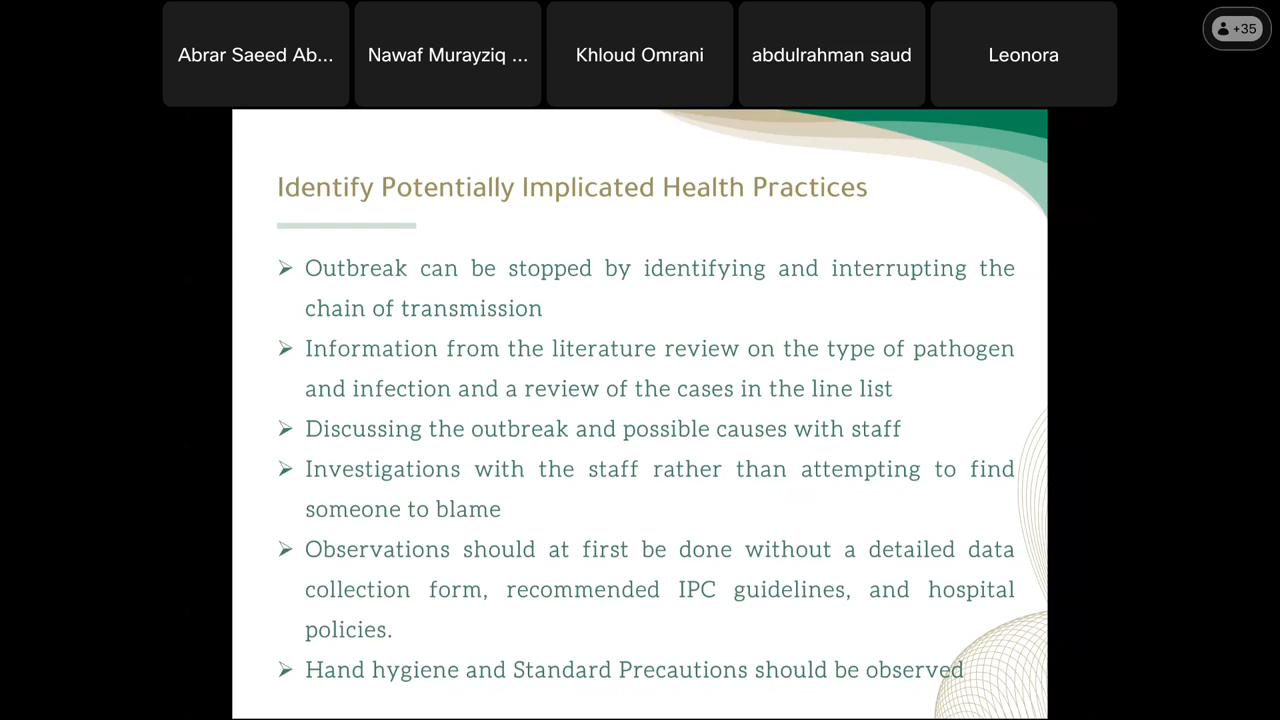 Abrar Saeed Ab...
Nawaf Murayziq ...
Khloud Omrani
abdulrahman saud
Leonora
+35
Identify Potentially Implicated Health Practices
➢ Outbreak can be stopped by identifying and interrupting the
chain of transmission
➢ Information from the literature review on the type of pathogen
and infection and a review of the cases in the line list
➢ Discussing the outbreak and possible causes with staff
➢ Investigations with the staff rather than attempting to find
someone to blame
➢ Observations should at first be done without a detailed data
collection form, recommended IPC guidelines, and hospital
policies.
➢ Hand hygiene and Standard Precautions should be observed